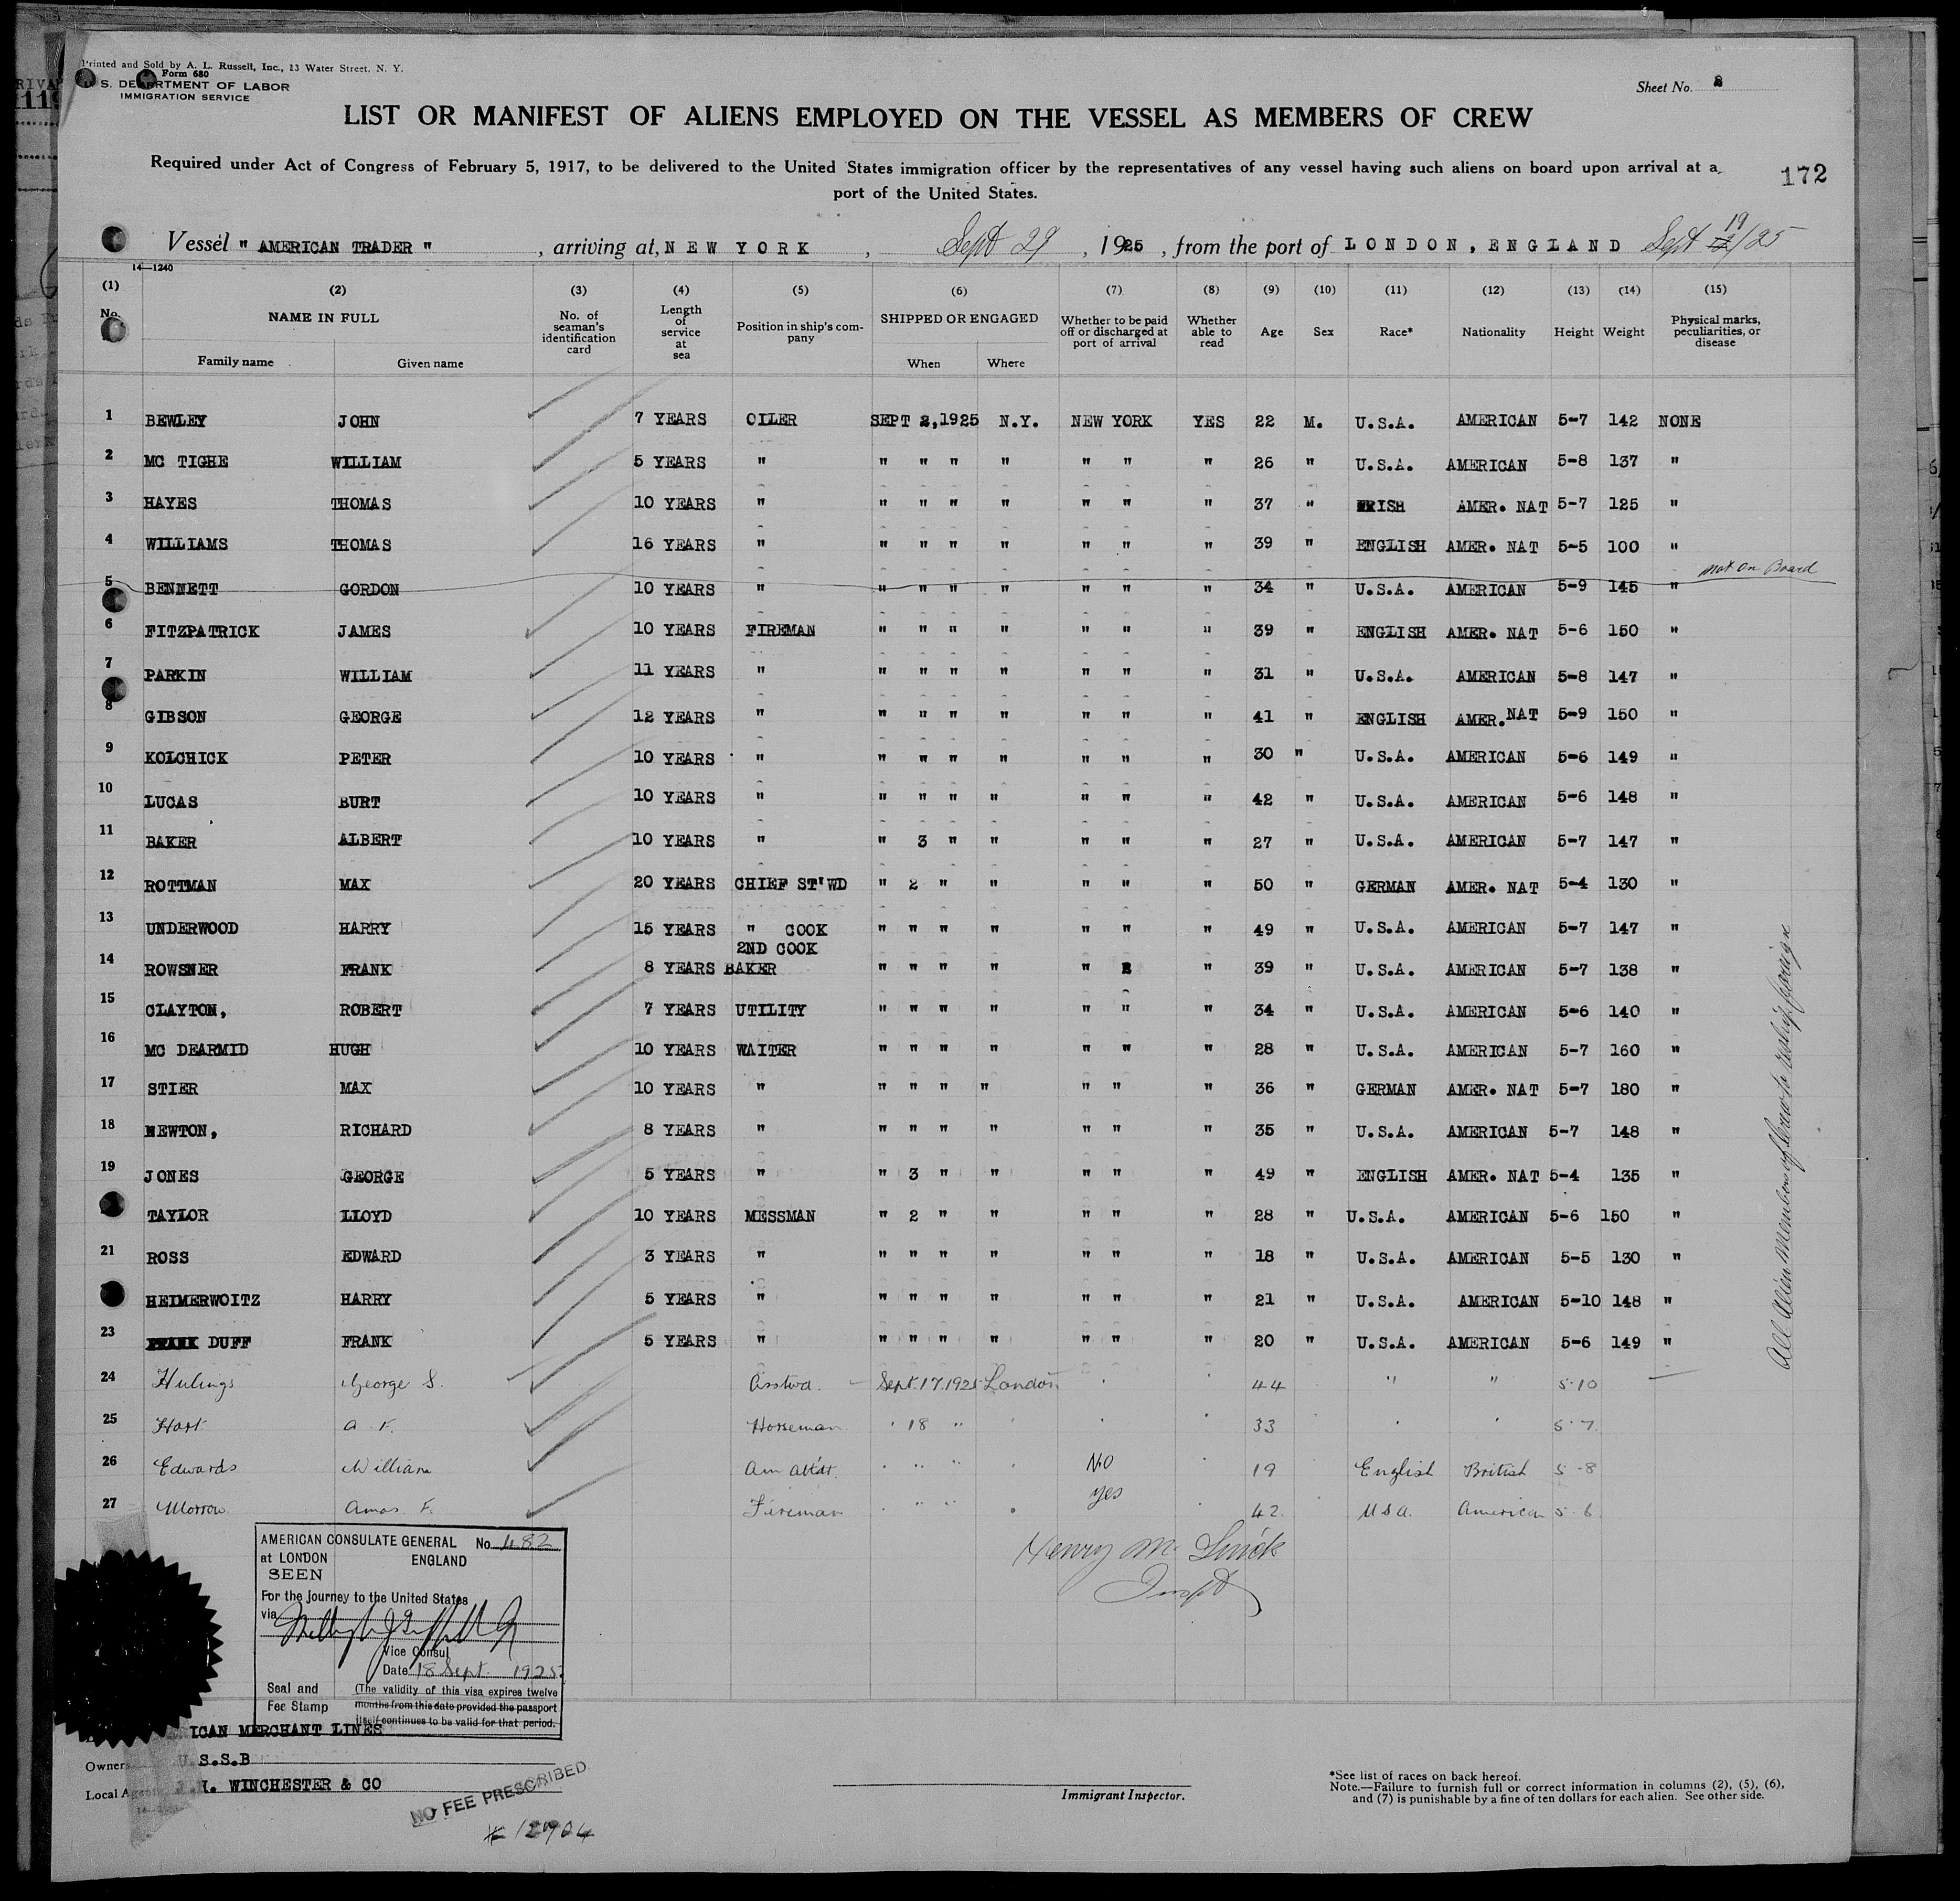 Printed and Sold by A. L. Russell, Inc., 13 Water Street, N. Y.
Form 680
U. S. DEPARTMENT OF LABOR
IMMIGRATION SERVICE
Sheet No. 2
LIST OR MANIFEST OF ALIENS EMPLOYED ON THE VESSEL AS MEMBERS OF CREW
Required under Act of Congress of February 5, 1917, to be delivered to the United States immigration officer by the representatives of any vessel having such aliens on board upon arrival at a
port of the United States.
172
Vessel " AMERICAN TRADER ", arriving at, NEW YORK, Sept 29, 1925, from the port of LONDON, ENGLAND Sept 19/25
14—1240
(1) (2) (3) (4) (5) (6) (7) (8) (9) (10) (11) (12) (13) (14) (15)
No. NAME IN FULL Family name Given name No. of seaman's identification card Length of service at sea Position in ship's company SHIPPED OR ENGAGED When Where Whether to be paid off or discharged at port of arrival Whether able to read Age Sex Race* Nationality Height Weight Physical marks, peculiarities, or disease
1 BEWLEY JOHN 7 YEARS OILER SEPT 2,1925 N.Y. NEW YORK YES 22 M. U.S.A. AMERICAN 5-7 142 NONE
2 MC TIGHE WILLIAM 5 YEARS " " " " " " " " 26 " U.S.A. AMERICAN 5-8 137 "
3 HAYES THOMAS 10 YEARS " " " " " " " " 37 " IRISH AMER. NAT 5-7 125 "
4 WILLIAMS THOMAS 16 YEARS " " " " " " " " 39 " ENGLISH AMER. NAT 5-5 100 "
not on Board
5 BENNETT GORDON 10 YEARS " " " " " " " " 34 " U.S.A. AMERICAN 5-9 145 "
6 FITZPATRICK JAMES 10 YEARS FIREMAN " " " " " " " 39 " ENGLISH AMER. NAT 5-6 150 "
7 PARKIN WILLIAM 11 YEARS " " " " " " " " 31 " U.S.A. AMERICAN 5-8 147 "
8 GIBSON GEORGE 12 YEARS " " " " " " " " 41 " ENGLISH AMER. NAT 5-9 150 "
9 KOLCHICK PETER 10 YEARS " " " " " " " " 30 " U.S.A. AMERICAN 5-6 149 "
10 LUCAS BURT 10 YEARS " " " " " " " " 42 " U.S.A. AMERICAN 5-6 148 "
11 BAKER ALBERT 10 YEARS " " 3 " " " " " 27 " U.S.A. AMERICAN 5-7 147 "
12 ROTTMAN MAX 20 YEARS CHIEF ST'WD " 2 " " " " " 50 " GERMAN AMER. NAT 5-4 130 "
13 UNDERWOOD HARRY 15 YEARS " COOK " " " " " " " 49 " U.S.A. AMERICAN 5-7 147 "
2ND COOK
14 ROWSNER FRANK 8 YEARS BAKER " " " " " " 39 " U.S.A. AMERICAN 5-7 138 "
15 CLAYTON, ROBERT 7 YEARS UTILITY " " " " " " " 34 " U.S.A. AMERICAN 5-6 140 "
16 MC DEARMID HUGH 10 YEARS WAITER " " " " " " " 28 " U.S.A. AMERICAN 5-7 160 "
17 STIER MAX 10 YEARS " " " " " " " " 36 " GERMAN AMER. NAT 5-7 180 "
18 NEWTON, RICHARD 8 YEARS " " " " " " " " 35 " U.S.A. AMERICAN 5-7 148 "
19 JONES GEORGE 5 YEARS " " 3 " " " " " 49 " ENGLISH AMER. NAT 5-4 135 "
TAYLOR LLOYD 10 YEARS MESSMAN " 2 " " " " " 28 " U.S.A. AMERICAN 5-6 150 "
21 ROSS EDWARD 3 YEARS " " " " " " " " 18 " U.S.A. AMERICAN 5-5 130 "
HEIMERWOITZ HARRY 5 YEARS " " " " " " " " 21 " U.S.A. AMERICAN 5-10 148 "
23 FRANK DUFF FRANK 5 YEARS " " " " " " " " 20 " U.S.A. AMERICAN 5-6 149 "
24 Hulings George S. Asstwd. Sept. 17.1925 London " " 44 " " 5.10
25 Hart A. F. Horseman " 18 " " " " 33 " " 5.7
26 Edwards William Am attdt. " " " " No " 19 English British 5-8
27 Morrow Amos F. Fireman " " " " yes " 42. USA. American 5.6.
All Alien Members of Crew to reship foreign
Henry M.
Inspt
AMERICAN CONSULATE GENERAL No. 482
at LONDON ENGLAND
SEEN
For the Journey to the United States
via
Vice Consul
Date 18 Sept. 1925.
Seal and Fee Stamp
(The validity of this visa expires twelve
months from this date provided the passport
itself continues to be valid for that period.
ICAN MERCHANT LINES
Owners U.S.S.B
Local Agents WINCHESTER & CO
NO FEE PRESCRIBED
12904
Immigrant Inspector.
*See list of races on back hereof.
Note.—Failure to furnish full or correct information in columns (2), (5), (6),
and (7) is punishable by a fine of ten dollars for each alien. See other side.